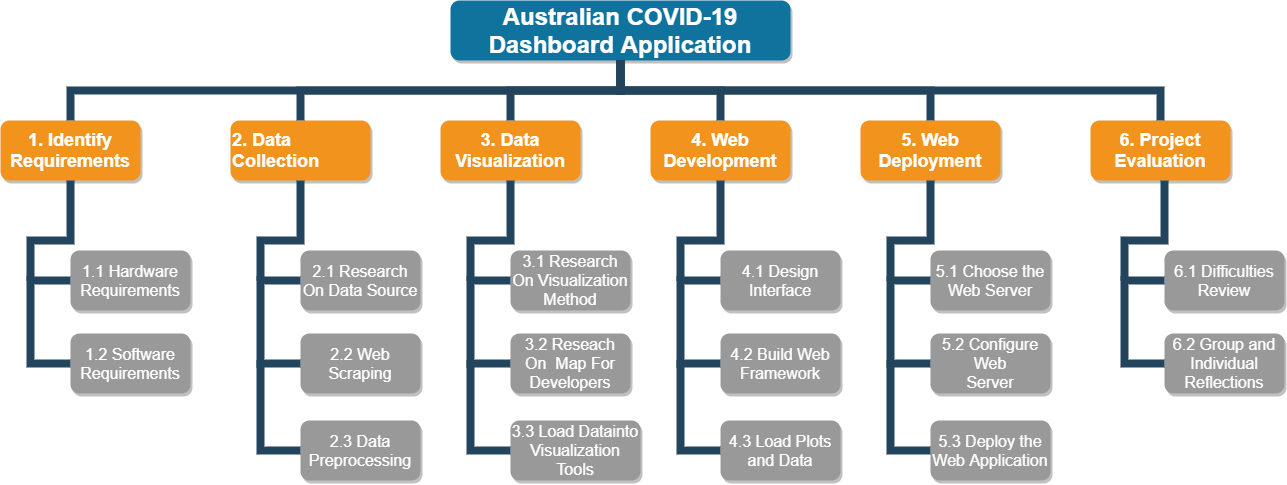 Australian COVID-19
Dashboard Application
1. Identify
Requirements
2. Data
Collection
3. Data
Visualization
4. Web
Development
5. Web
Deployment
6. Project
Evaluation
1.1 Hardware
Requirements
1.2 Software
Requirements
2.1 Research
On Data Source
2.2 Web
Scraping
2.3 Data
Preprocessing
3.1 Research
On Visualization
Method
3.2 Reseach
On Map For
Developers
3.3 Load Datainto
Visualization
Tools
4.1 Design
Interface
4.2 Build Web
Framework
4.3 Load Plots
and Data
5.1 Choose the
Web Server
5.2 Configure
Web
Server
5.3 Deploy the
Web Application
6.1 Difficulties
Review
6.2 Group and
Individual
Reflections